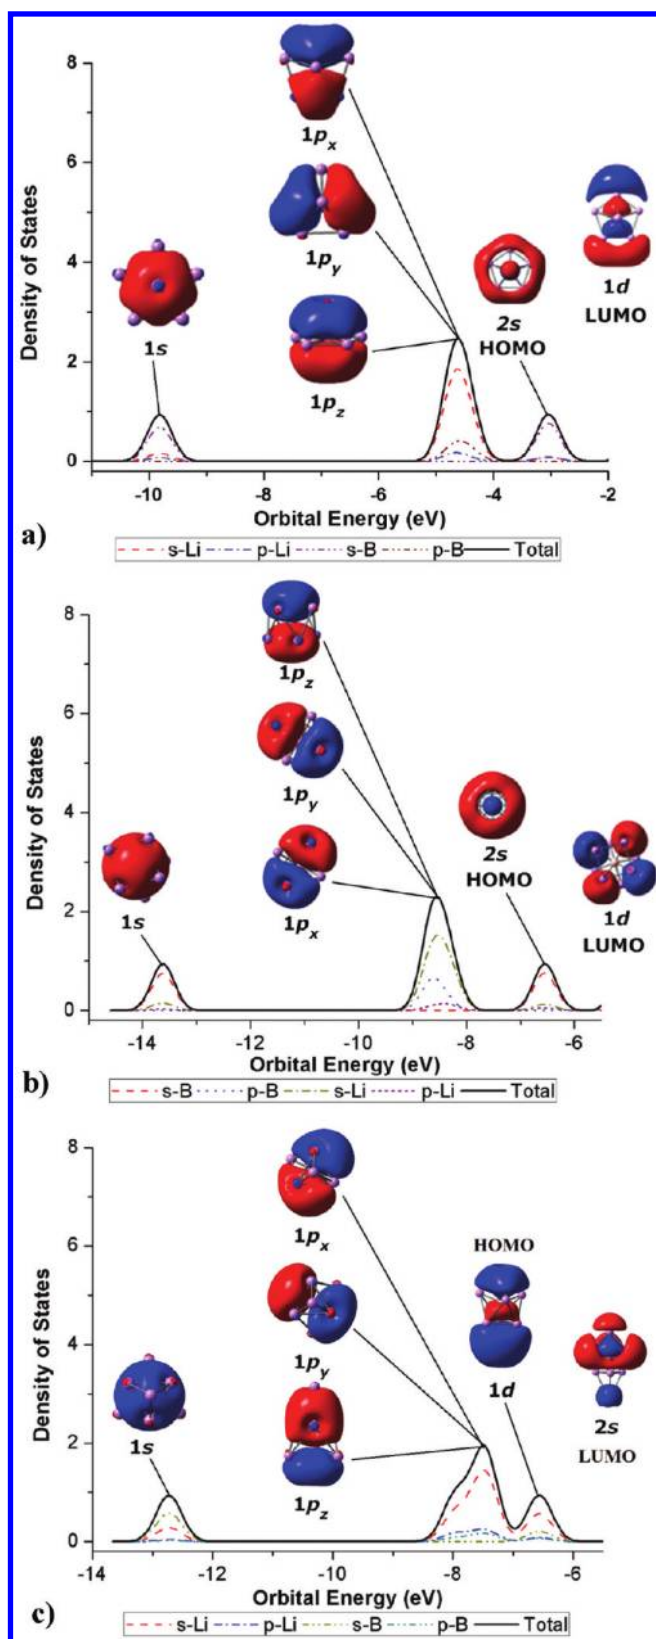 8
6
4
2
0
Density of States
1px
1py
1pz
1s
2s
HOMO
1d
LUMO
-10
-8
-6
-4
-2
Orbital Energy (eV)
a)
s-Li p-Li s-B p-B Total
8
6
4
2
0
Density of States
1pz
1py
1px
1s
2s
HOMO
1d
LUMO
-14
-12
-10
-8
-6
Orbital Energy (eV)
b)
s-B p-B s-Li p-Li Total
8
6
4
2
0
Density of States
1px
1py
1pz
1s
HOMO
1d
2s
LUMO
-14
-12
-10
-8
-6
Orbital Energy (eV)
c)
s-Li p-Li s-B p-B Total